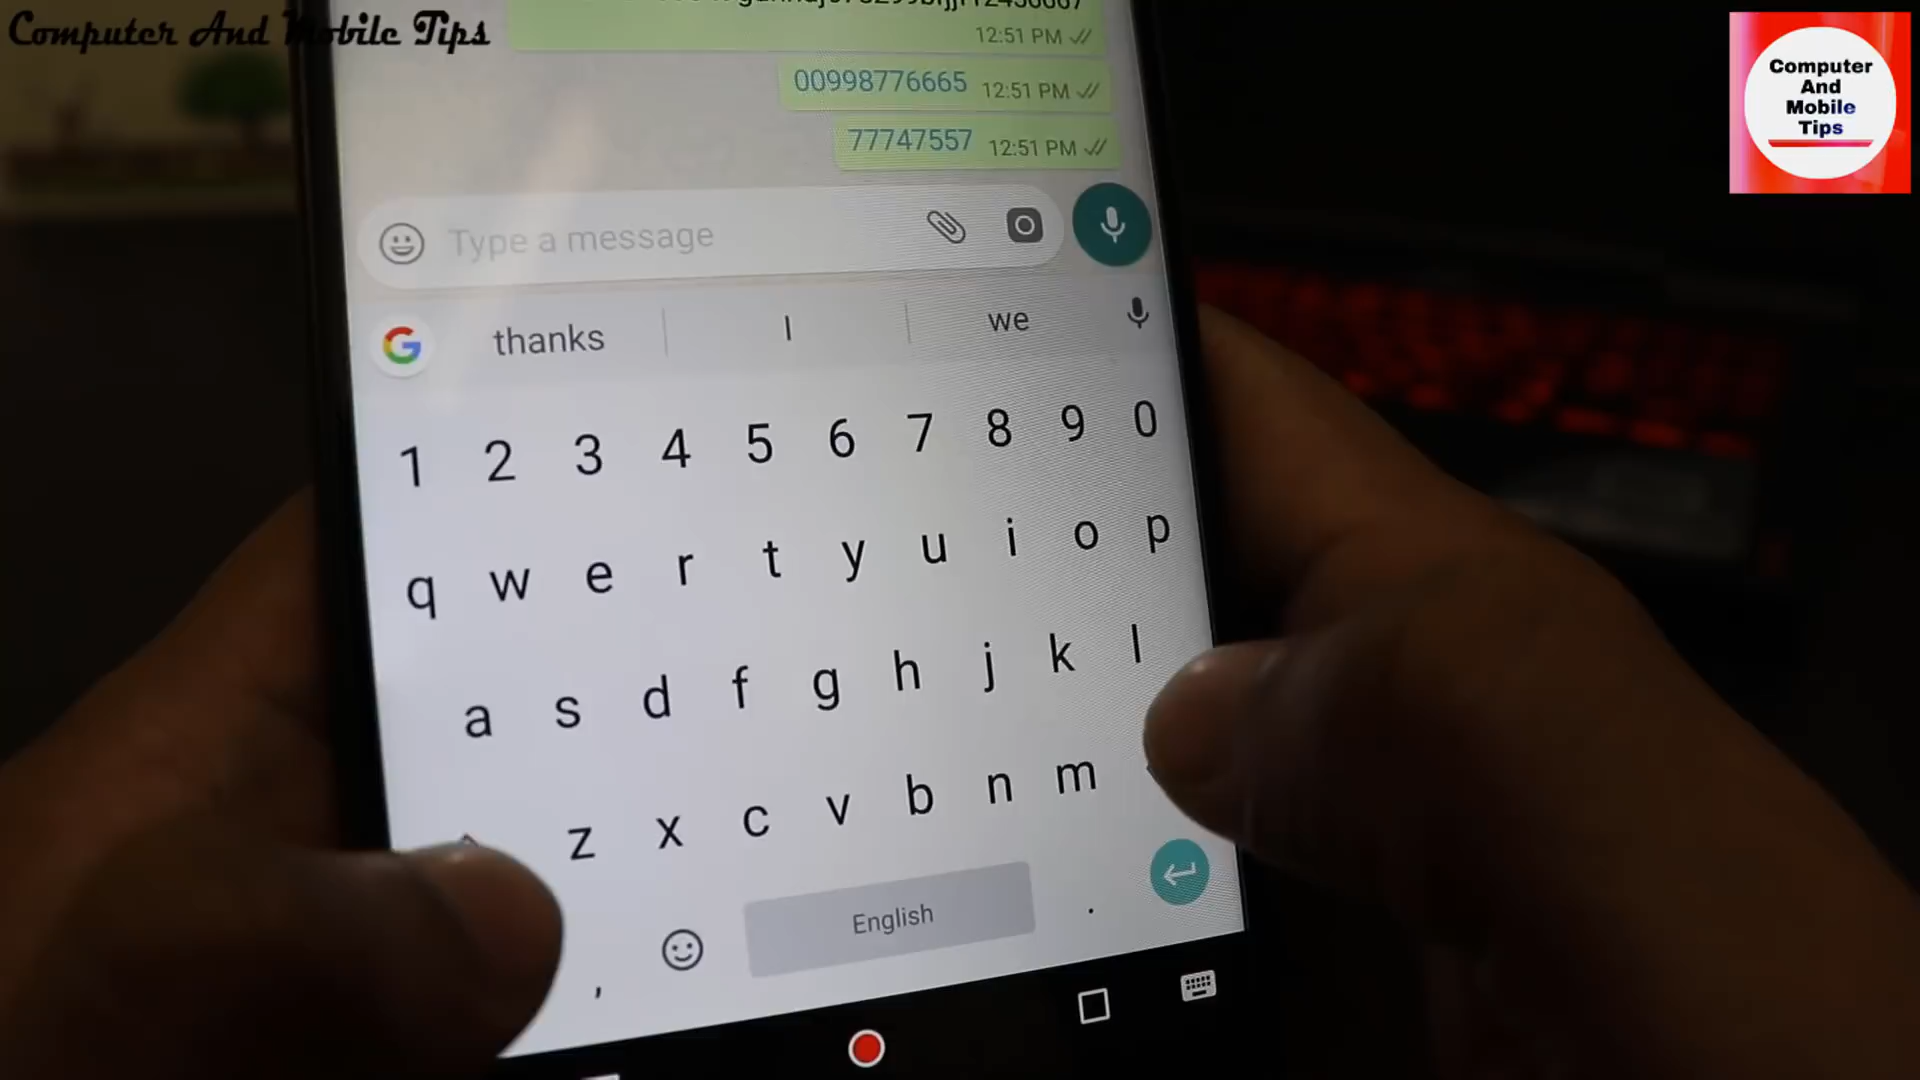 Computer And Mobile Tips
Computer
And
Mobile
Tips
12:51 PM
00998776665 12:51 PM
77747557 12:51 PM
Type a message
thanks I we
1 2 3 4 5 6 7 8 9 0
q w e r t y u i o p
a s d f g h j k l
z x c v b n m
, English .